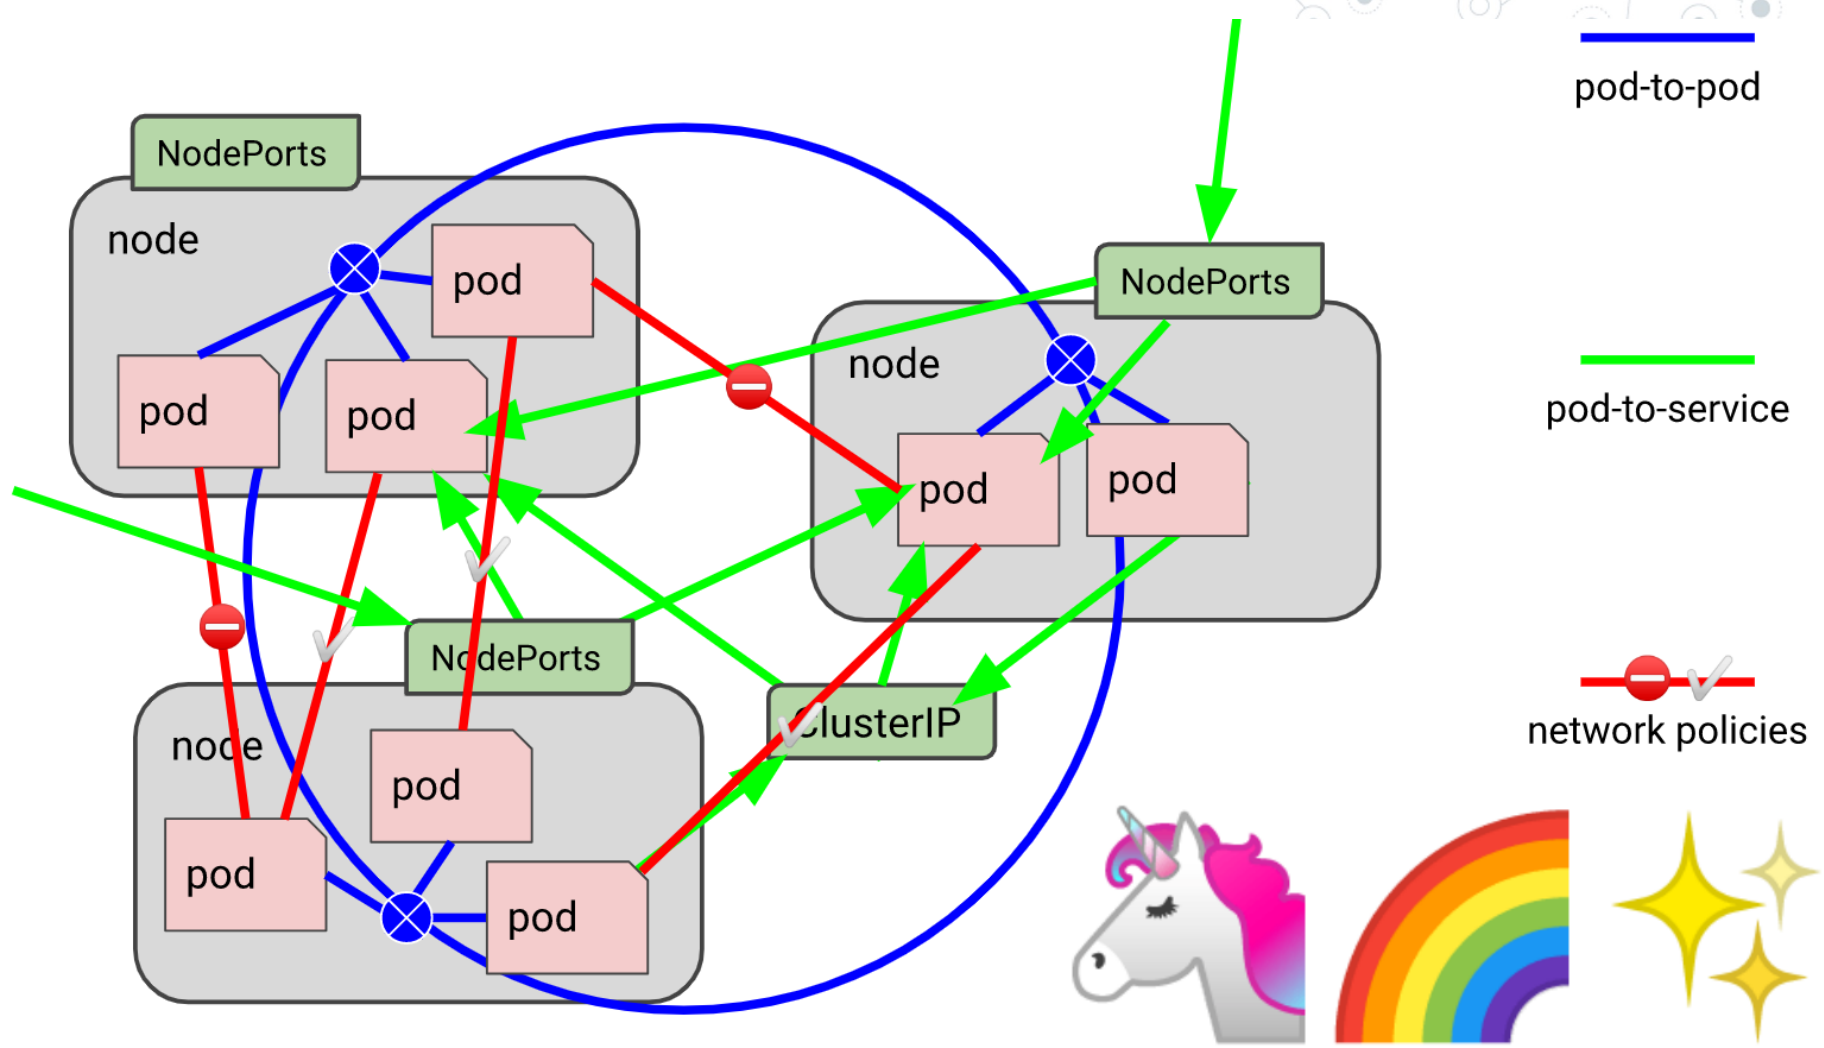 pod-to-pod
NodePorts
node
pod
pod
pod
NodePorts
node
pod
pod
pod-to-service
NodePorts
node
pod
pod
pod
ClusterIP
network policies